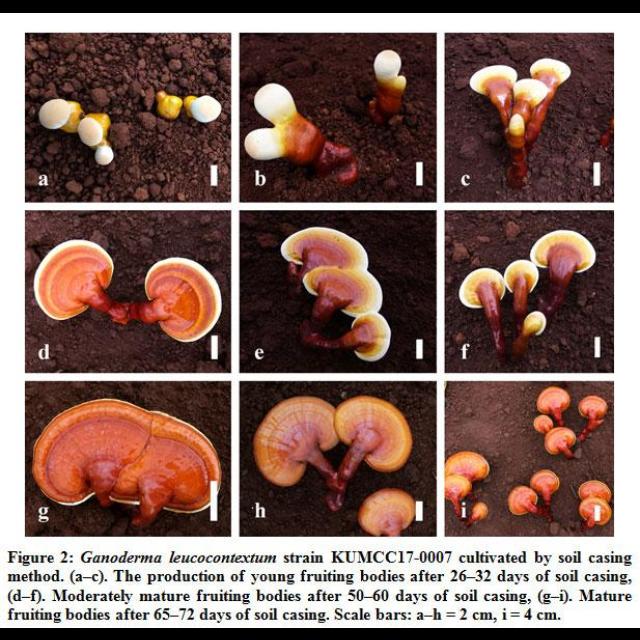 a
b
c
d
e
f
g
h
i
Figure 2: Ganoderma leucocontextum strain KUMCC17-0007 cultivated by soil casing
method. (a–c). The production of young fruiting bodies after 26–32 days of soil casing,
(d–f). Moderately mature fruiting bodies after 50–60 days of soil casing, (g–i). Mature
fruiting bodies after 65–72 days of soil casing. Scale bars: a–h = 2 cm, i = 4 cm.